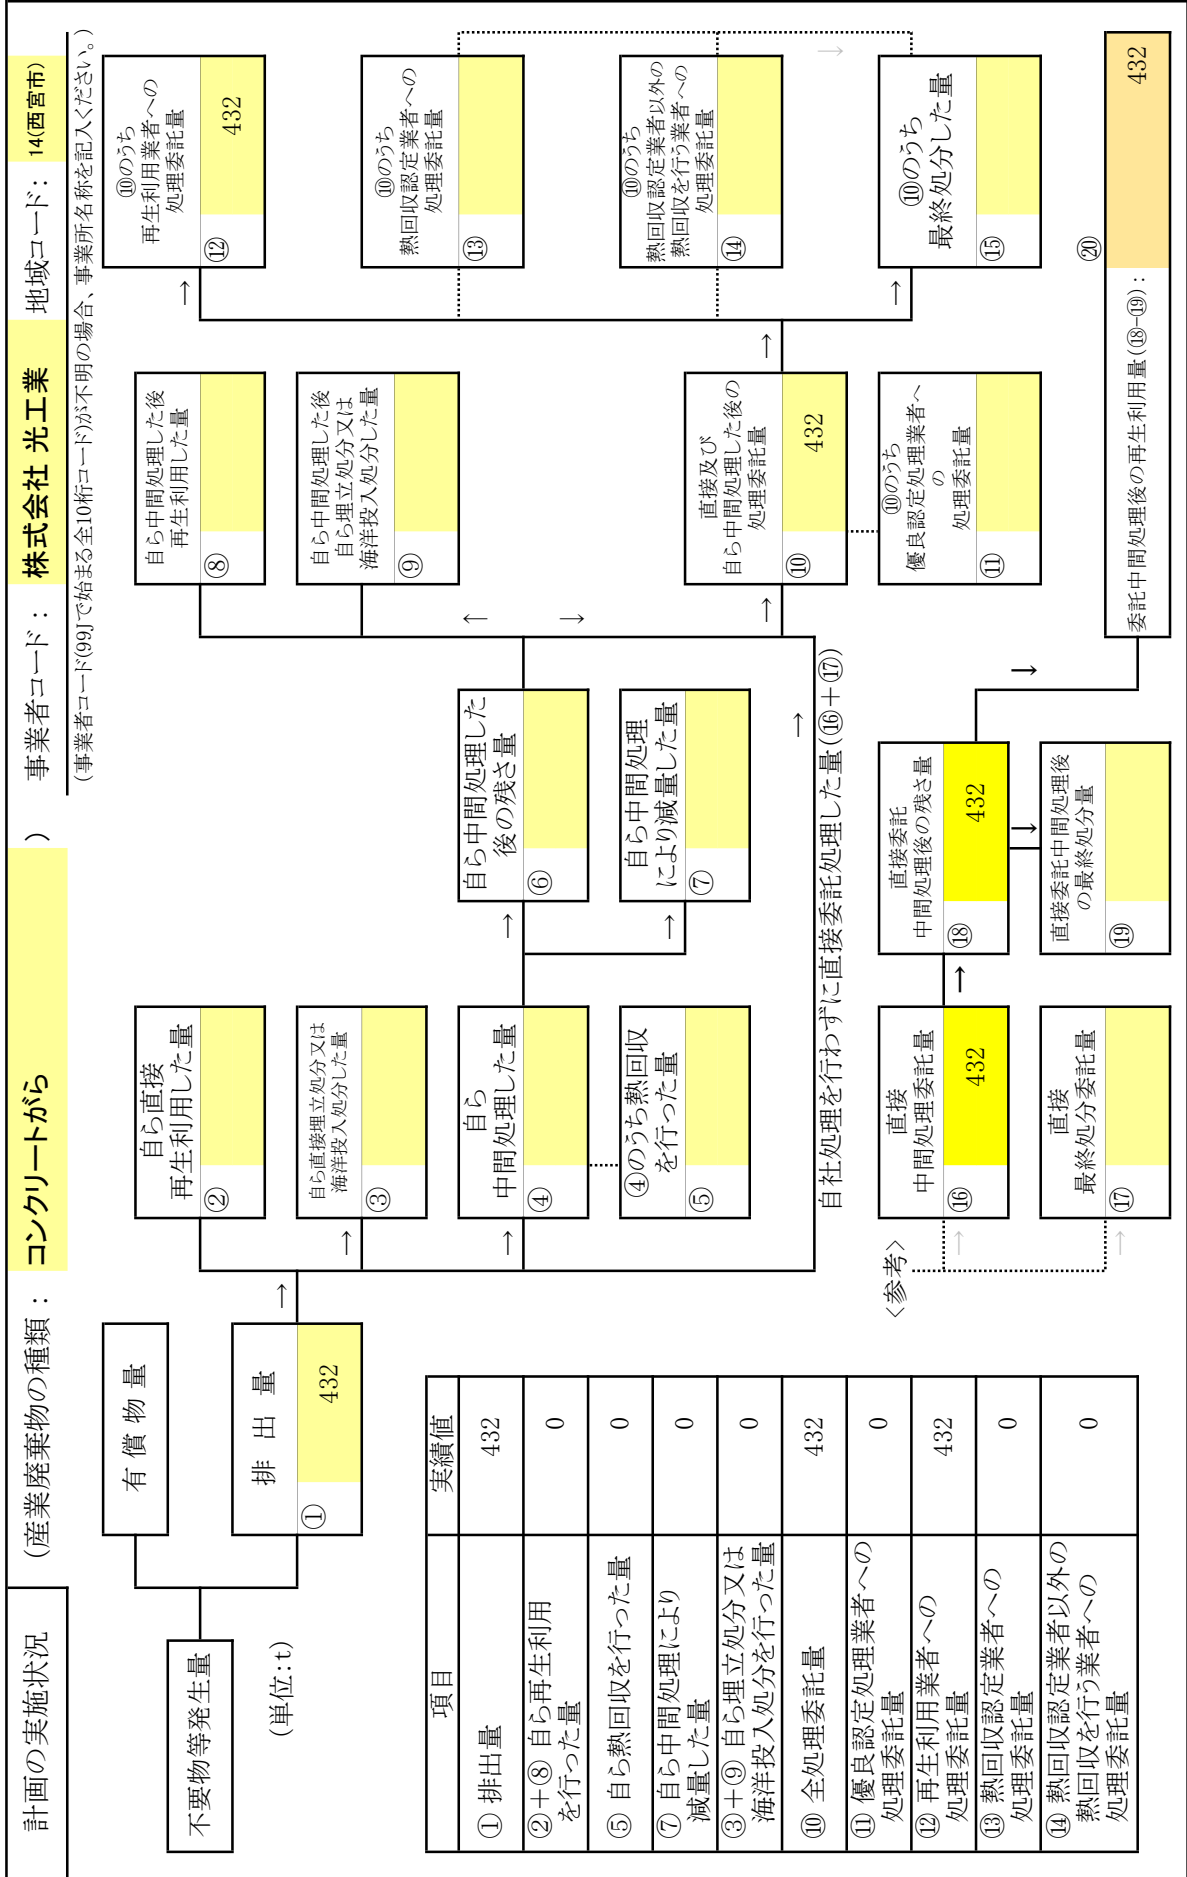 計画の実施状況
(産業廃棄物の種類： コンクリートがら )
事業者コード： 株式会社 光工業
地域コード： 14(西宮市)
(事業者コード(99Jで始まる全10桁コード)が不明の場合、事業所名称を記入ください。)
不要物等発生量
(単位:t)
有 償 物 量
排 出 量
① 432
→
自ら直接
再生利用した量
②
→
自ら直接埋立処分又は
海洋投入処分した量
③
→
自ら
中間処理した量
④
④のうち熱回収
を行った量
⑤
→
自ら中間処理した
後の残さ量
⑥
→
自ら中間処理
により減量した量
⑦
自ら中間処理した後
再生利用した量
⑧
自ら中間処理した後
自ら埋立処分又は
海洋投入処分した量
⑨
↑
↓
→
自社処理を行わずに直接委託処理した量(⑯＋⑰)
→
直接及び
自ら中間処理した後の
処理委託量
⑩ 432
⑩のうち
優良認定処理業者へ
の
処理委託量
⑪
→
→
⑩のうち
再生利用業者への
処理委託量
⑫ 432
⑩のうち
熱回収認定業者への
処理委託量
⑬
⑩のうち
熱回収認定業者以外の
熱回収を行う業者への
処理委託量
⑭
↓
→
⑩のうち
最終処分した量
⑮
<参考>
→
直接
中間処理委託量
⑯ 432
→
直接
最終処分委託量
⑰
→
直接委託
中間処理後の残さ量
⑱ 432
→
直接委託中間処理後
の最終処分量
⑲
↓
委託中間処理後の再生利用量(⑱-⑲)：
⑳
432
項目 実績値
① 排出量 432
②＋⑧ 自ら再生利用
を行った量 0
⑤ 自ら熱回収を行った量 0
⑦ 自ら中間処理により
減量した量 0
③＋⑨ 自ら埋立処分又は
海洋投入処分を行った量 0
⑩ 全処理委託量 432
⑪ 優良認定処理業者への
処理委託量 0
⑫ 再生利用業者への
処理委託量 432
⑬ 熱回収認定業者への
処理委託量 0
⑭ 熱回収認定業者以外の
熱回収を行う業者への
処理委託量 0